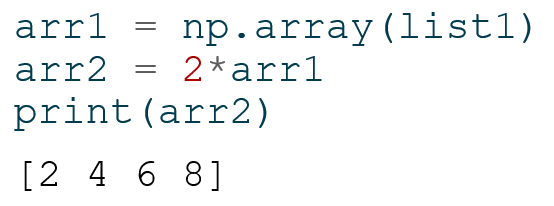 arr1 = np.array(list1)
arr2 = 2*arr1
print(arr2)
[2 4 6 8]